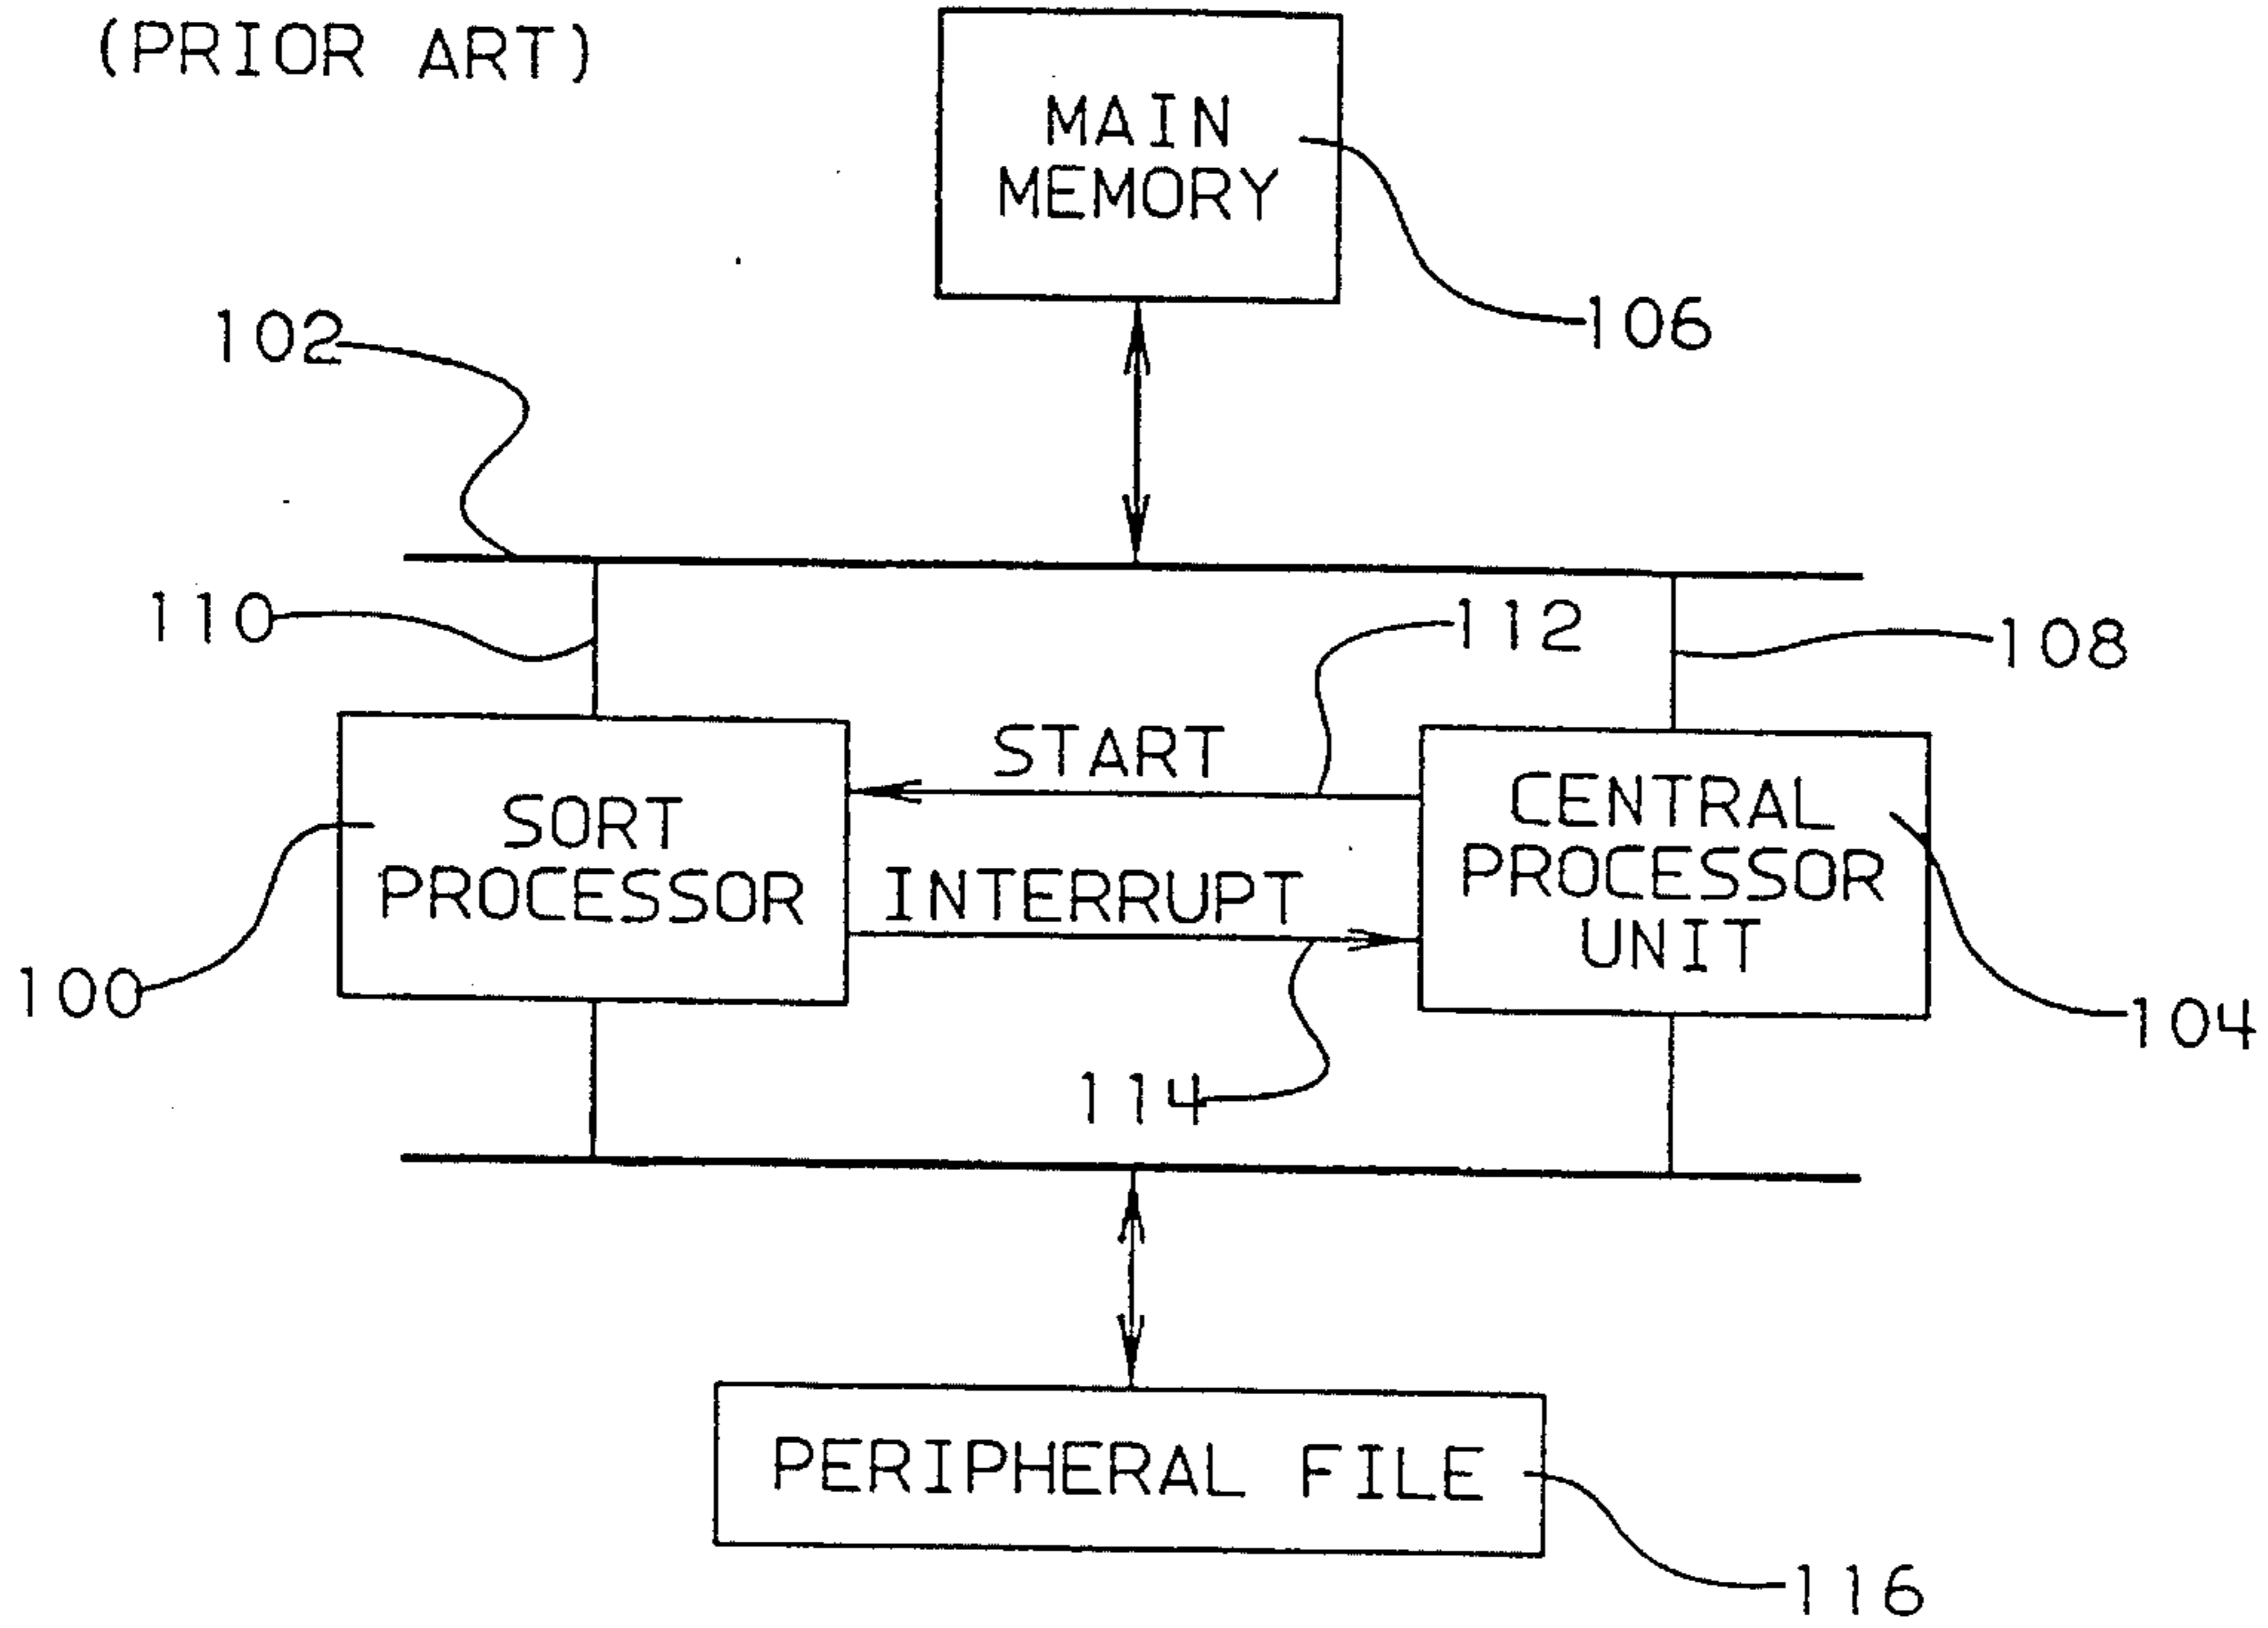 (PRIOR ART)
MAIN
MEMORY
106
102
110
112
108
START
SORT
PROCESSOR
INTERRUPT
CENTRAL
PROCESSOR
UNIT
100
104
114
PERIPHERAL FILE
116